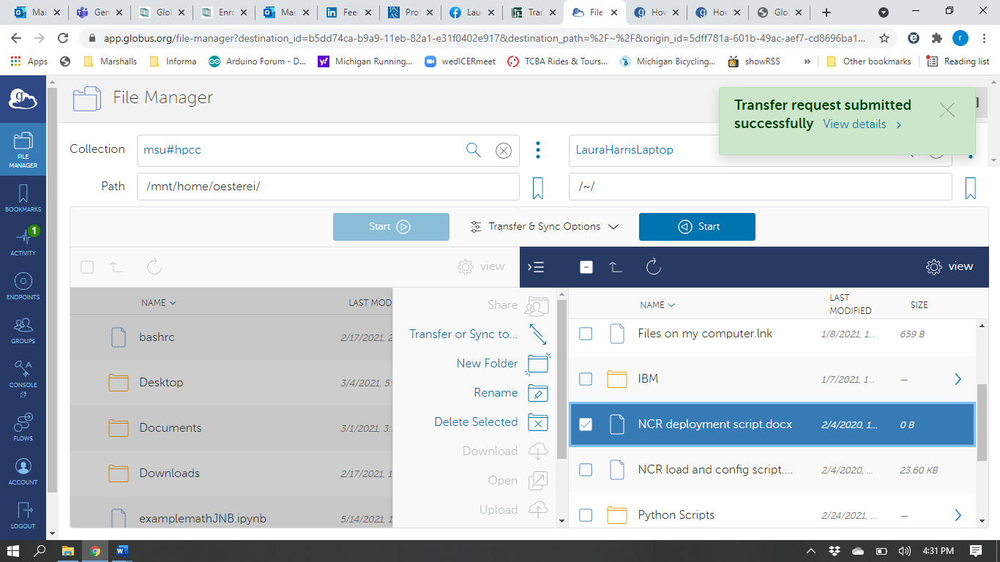 Mail
Gen
Glol
Enro
Mail
Feec
Prot
Lau
Tran
File
How
How
Glol
app.globus.org/file-manager?destination_id=b5dd74ca-b9a9-11eb-82a1-e31f0402e917&destination_path=%2F~%2F&origin_id=5dff781a-601b-49ac-aef7-cd8696ba1...
r
Apps
Marshalls
Informa
Arduino Forum - D...
Michigan Running...
wedICERmeet
TCBA Rides & Tours...
Michigan Bicycling...
showRSS
»
Other bookmarks
Reading list
File Manager
Transfer request submitted
successfully View details >
Collection
msu#hpcc
LauraHarrisLaptop
Path
/mnt/home/oesterei/
/~/
FILE
MANAGER
BOOKMARKS
1
ACTIVITY
ENDPOINTS
GROUPS
CONSOLE
FLOWS
ACCOUNT
LOGOUT
Start
Transfer & Sync Options
Start
view
view
NAME
LAST MOD
bashrc
2/17/2021, 2
Desktop
3/4/2021, 5:
Documents
3/1/2021, 3:
Downloads
2/17/2021, 1
examplemathJNB.ipynb
5/14/2021, 1
Share
Transfer or Sync to...
New Folder
Rename
Delete Selected
Download
Open
Upload
NAME
LAST
MODIFIED
SIZE
Files on my computer.lnk
1/8/2021, 1...
659 B
IBM
1/7/2021, 1...
—
NCR deployment script.docx
2/4/2020, 1...
0 B
NCR load and config script....
2/4/2020, ...
23.60 KB
Python Scripts
2/24/2021, ...
—
4:31 PM